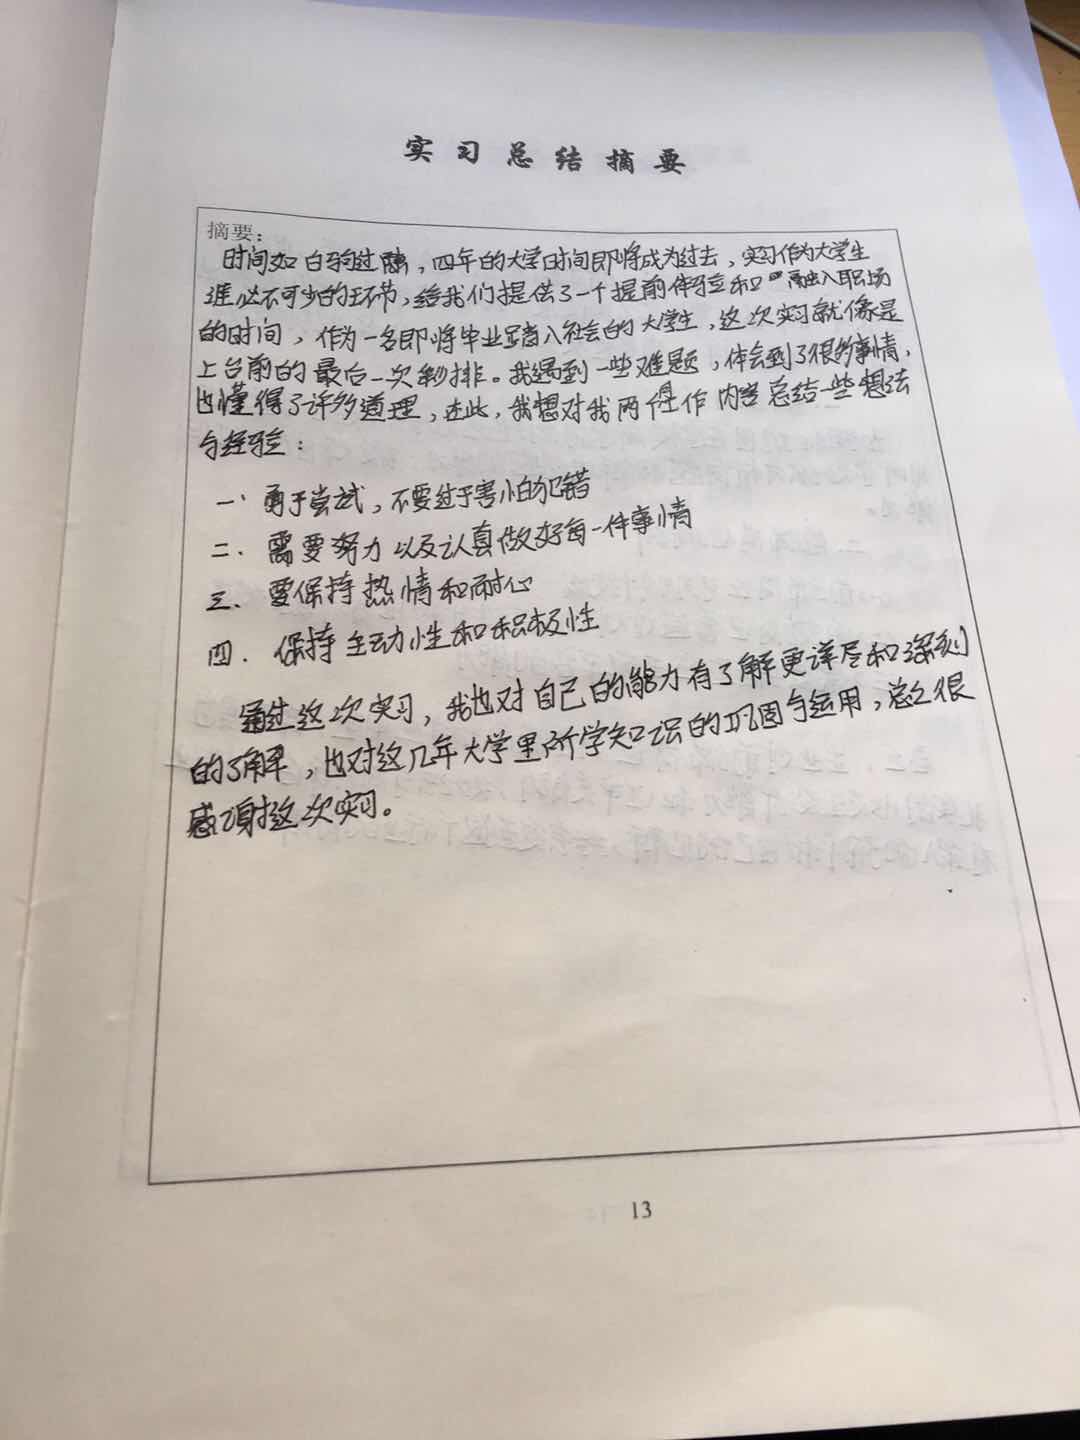 实习总结摘要
摘要：
时间如白驹过隙，四年的大学时间即将成为过去，实习作为大学生
涯必不可少的环节，给我们提供了一个提前体验和融入职场
的时间，作为一名即将毕业踏入社会的大学生，这次实习就像是
上台前的最后一次彩排。我遇到一些难题，体会到了很多事情，
也懂得了许多道理，在此，我想对我两作内容总结一些想法
与经验：
一、勇于尝试，不要过于害怕犯错
二、需要努力以及认真做好每一件事情
三、要保持热情和耐心
四、保持主动性和积极性
通过这次实习，我也对自己的能力有了解更详尽和深刻
的了解，也对这几年大学里所学知识的巩固与运用，总之很
感谢这次实习。
13